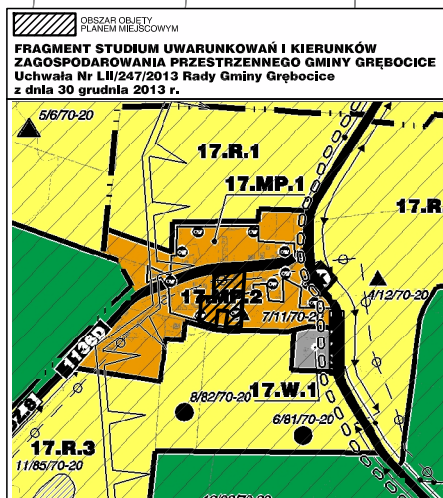 OBSZAR OBJĘTY
PLANEM MIEJSCOWYM
FRAGMENT STUDIUM UWARUNKOWAŃ I KIERUNKÓW
ZAGOSPODAROWANIA PRZESTRZENNEGO GMINY GRĘBOCICE
Uchwała Nr LII/247/2013 Rady Gminy Grębocice
z dnia 30 grudnia 2013 r.
5/6/70-20
17.R.1
17.MP.1
17.R
17.MP.2
4/12/70-20
7/11/70-2
1136D
8/82/70-20
17.W.1
6/81/70-20
17.R.3
11/85/70-20